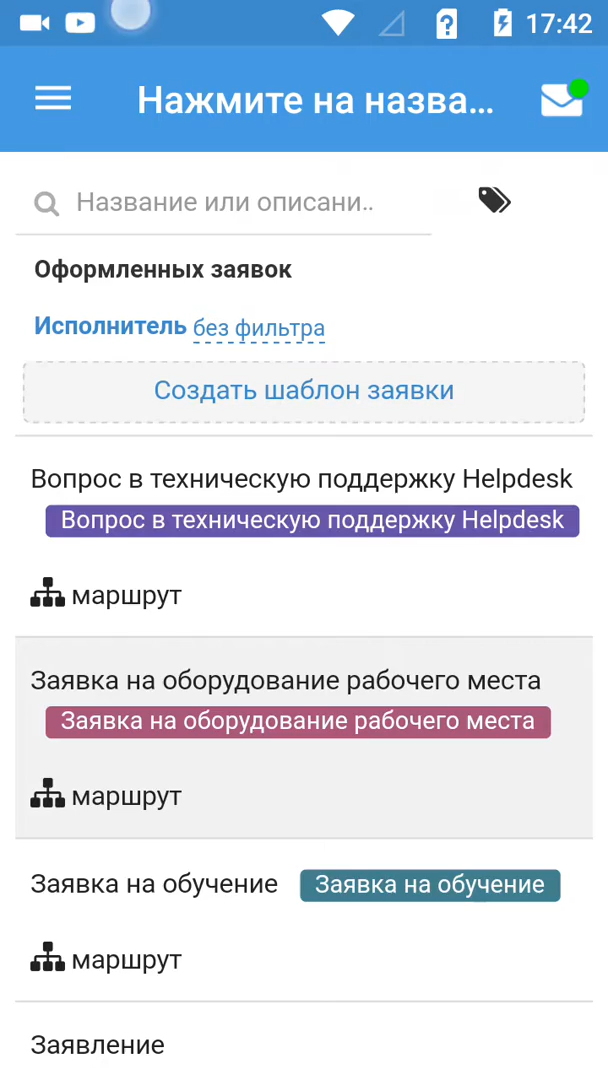 17:42
Нажмите на назва...
Название или описани..
Оформленных заявок
Исполнитель без фильтра
Создать шаблон заявки
Вопрос в техническую поддержку Helpdesk
Вопрос в техническую поддержку Helpdesk
маршрут
Заявка на оборудование рабочего места
Заявка на оборудование рабочего места
маршрут
Заявка на обучение Заявка на обучение
маршрут
Заявление